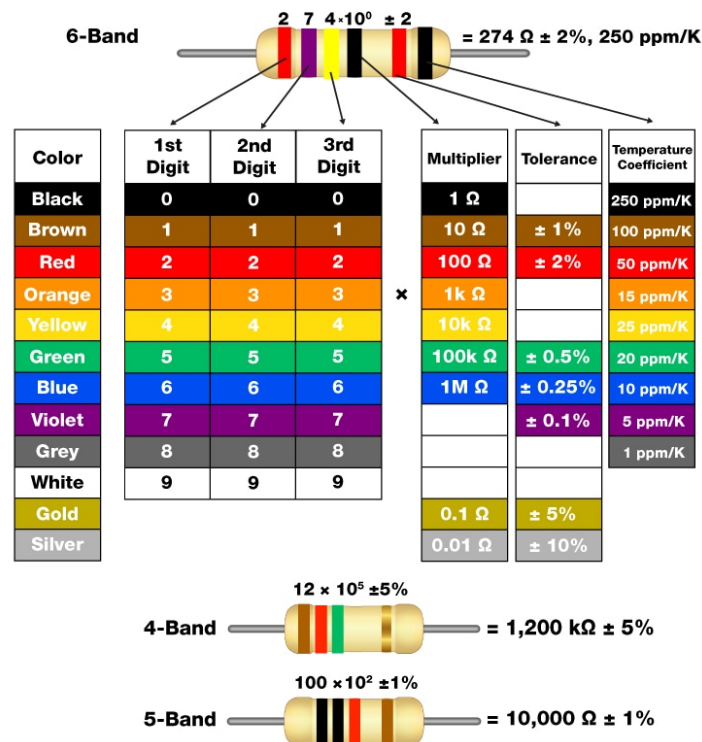 2 7 4 ×10⁰ ± 2
6-Band = 274 Ω ± 2%, 250 ppm/K
Color 1st Digit 2nd Digit 3rd Digit Multiplier Tolerance Temperature Coefficient
Black 0 0 0 1 Ω 250 ppm/K
Brown 1 1 1 10 Ω ± 1% 100 ppm/K
Red 2 2 2 100 Ω ± 2% 50 ppm/K
Orange 3 3 3 × 1k Ω 15 ppm/K
Yellow 4 4 4 10k Ω 25 ppm/K
Green 5 5 5 100k Ω ± 0.5% 20 ppm/K
Blue 6 6 6 1M Ω ± 0.25% 10 ppm/K
Violet 7 7 7 ± 0.1% 5 ppm/K
Grey 8 8 8 1 ppm/K
White 9 9 9
Gold 0.1 Ω ± 5%
Silver 0.01 Ω ± 10%
12 × 10⁵ ±5%
4-Band = 1,200 kΩ ± 5%
100 ×10² ±1%
5-Band = 10,000 Ω ± 1%